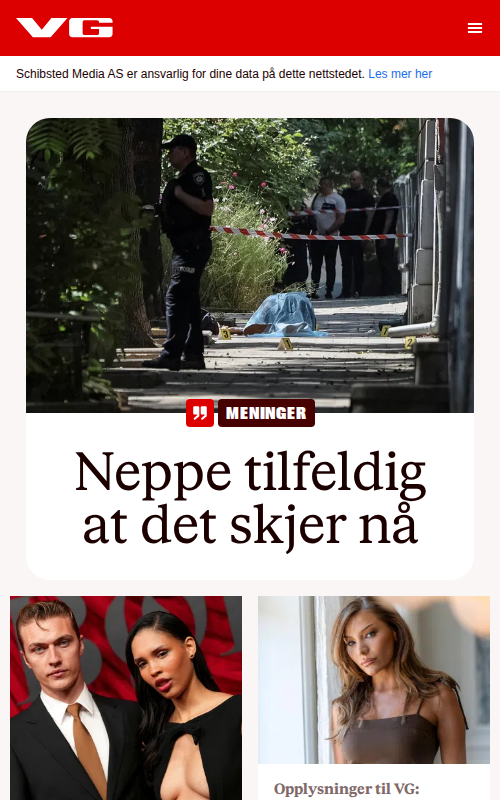 VG
Schibsted Media AS er ansvarlig for dine data på dette nettstedet. Les mer her
MENINGER
Neppe tilfeldig
at det skjer nå
Opplysninger til VG: